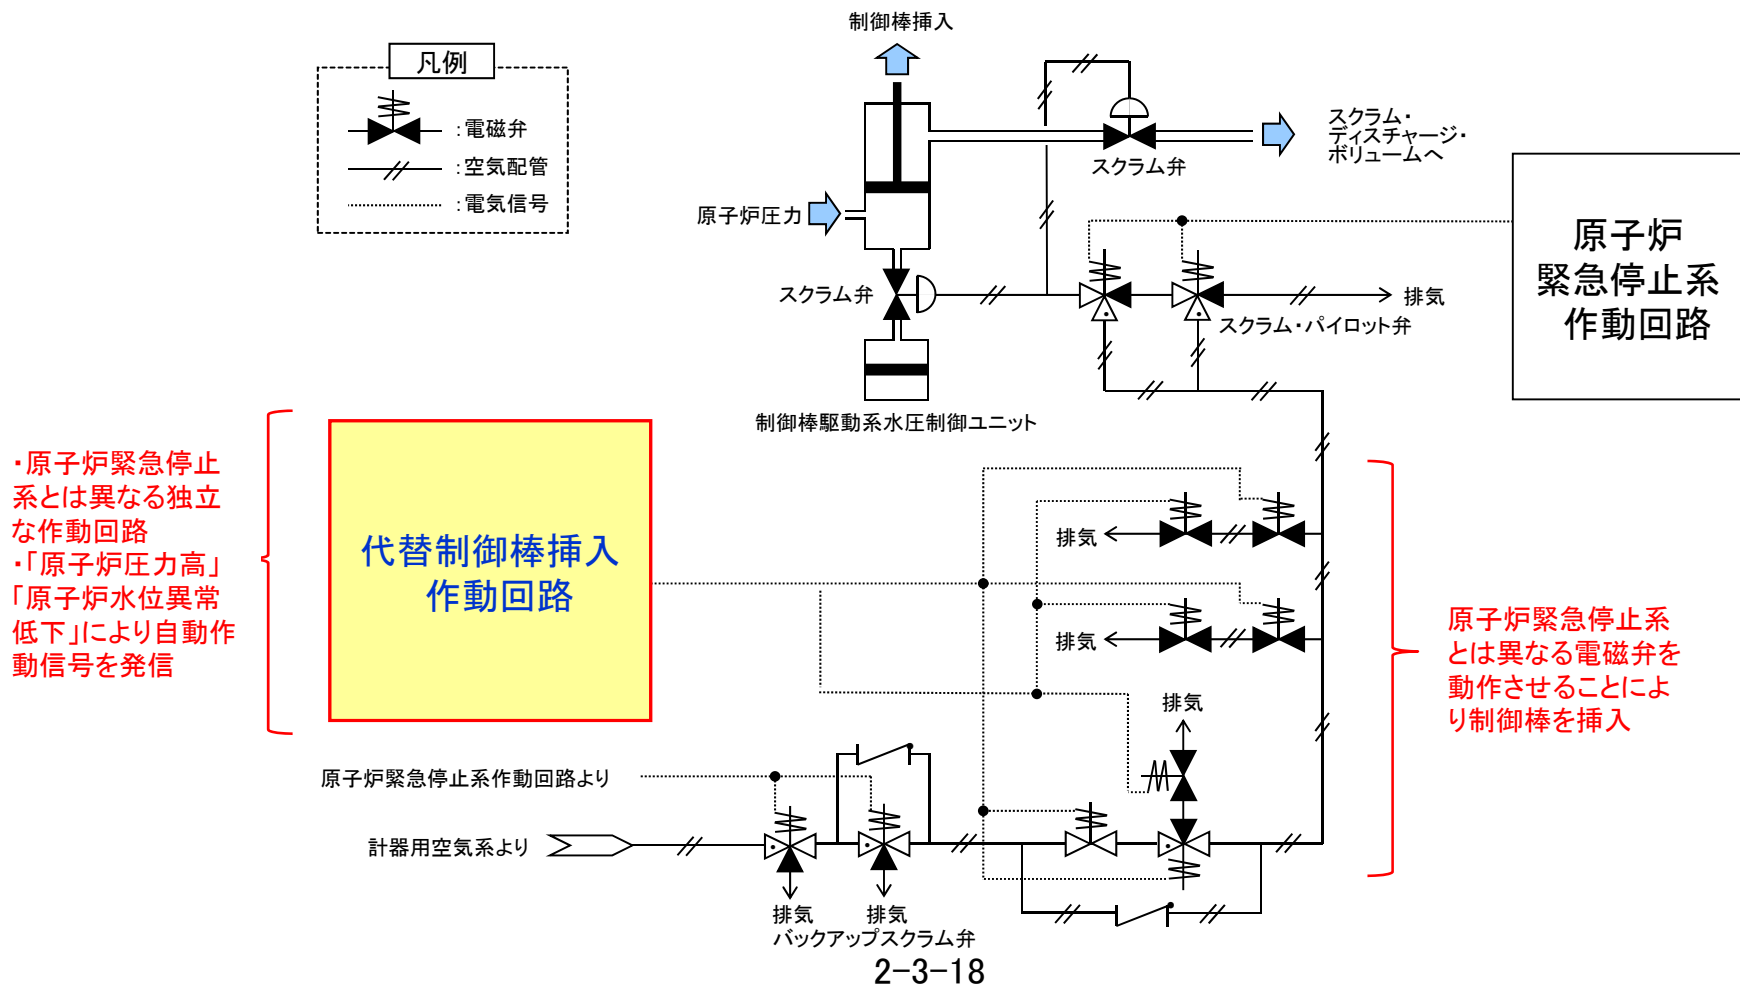 制御棒挿入
凡例
：電磁弁
：空気配管
：電気信号
スクラム・
ディスチャージ・
ボリュームへ
スクラム弁
原子炉圧力
原子炉
緊急停止系
作動回路
スクラム弁
排気
スクラム・パイロット弁
制御棒駆動系水圧制御ユニット
・原子炉緊急停止
系とは異なる独立
な作動回路
・「原子炉圧力高」
「原子炉水位異常
低下」により自動作
動信号を発信
代替制御棒挿入
作動回路
排気
排気
原子炉緊急停止系
とは異なる電磁弁を
動作させることによ
り制御棒を挿入
排気
原子炉緊急停止系作動回路より
計器用空気系より
排気
排気
バックアップスクラム弁
2-3-18